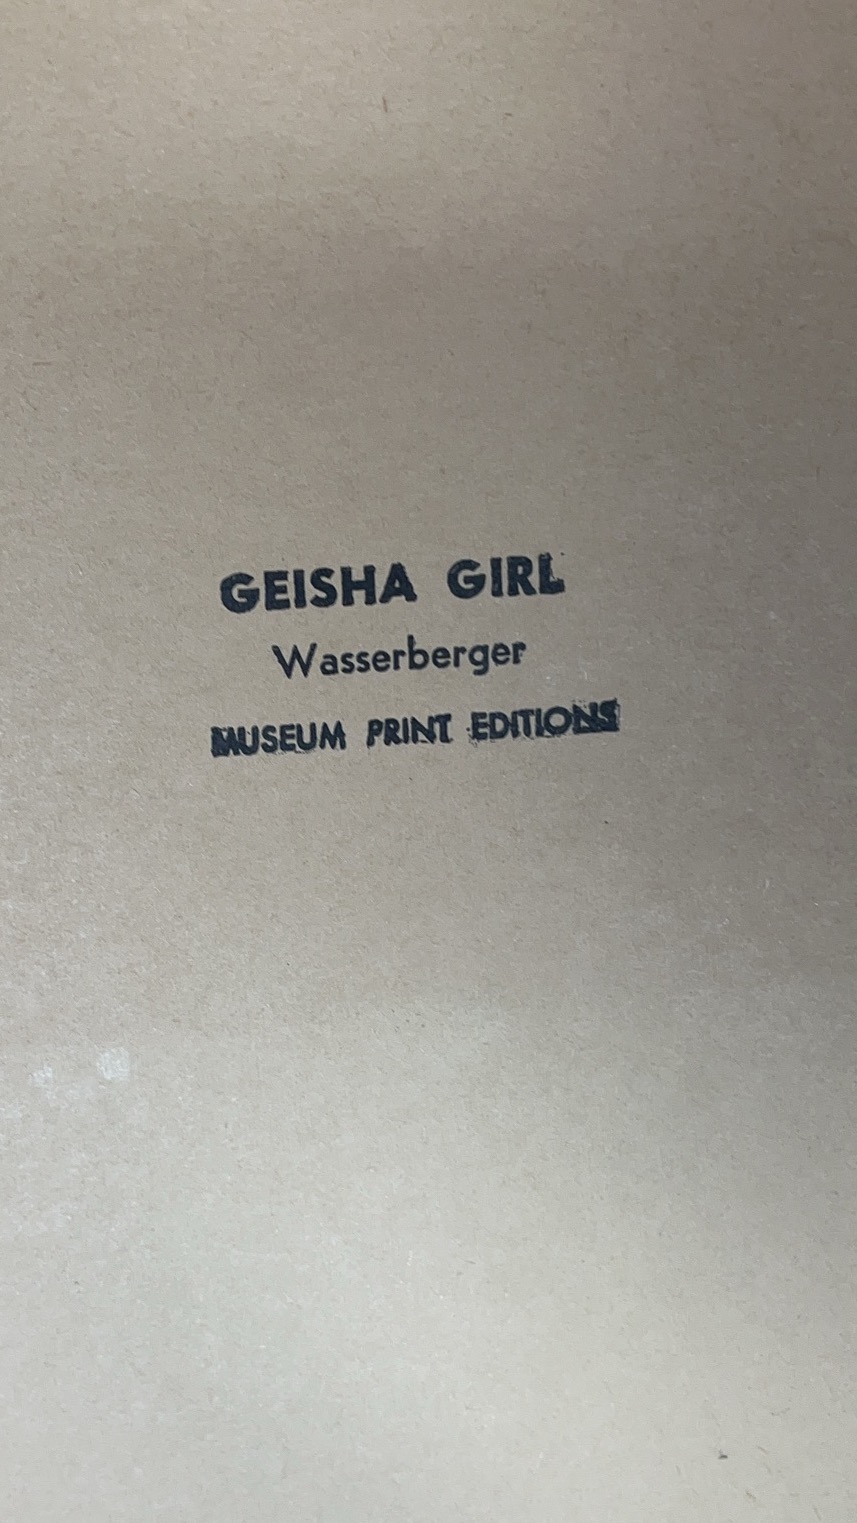 GEISHA GIRL
Wasserberger
MUSEUM PRINT EDITIONS